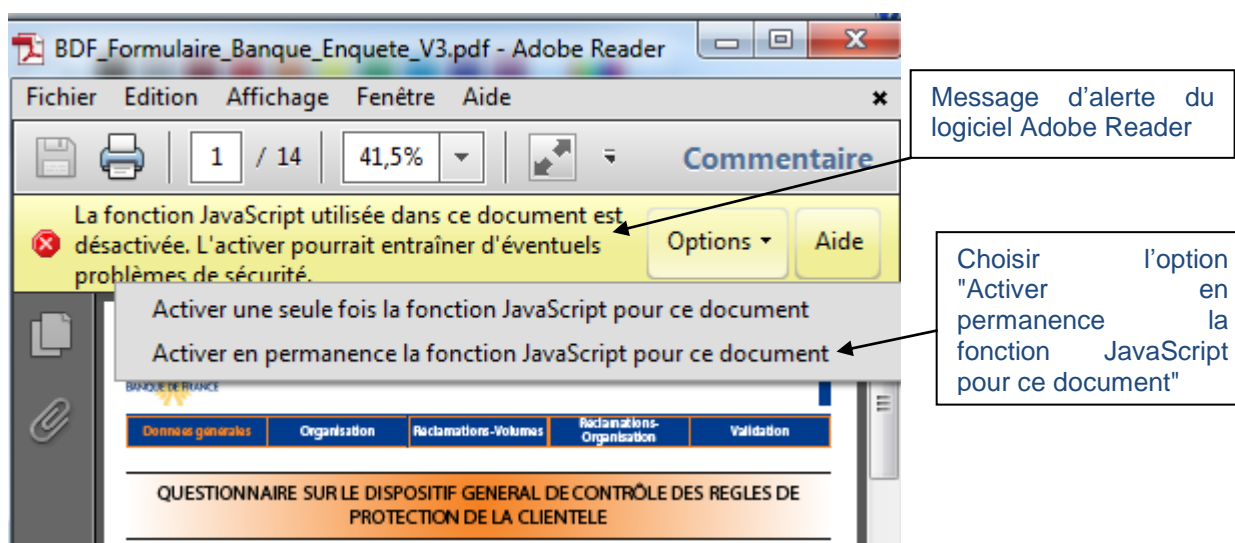 BDF_Formulaire_Banque_Enquete_V3.pdf - Adobe Reader
Fichier Edition Affichage Fenêtre Aide
1 / 14 41,5% Commentaire
La fonction JavaScript utilisée dans ce document est
désactivée. L'activer pourrait entraîner d'éventuels
problèmes de sécurité.
Options Aide
Activer une seule fois la fonction JavaScript pour ce document
Activer en permanence la fonction JavaScript pour ce document
BANQUE DE FRANCE
Données générales Organisation Réclamations-Volumes Réclamations-Organisation Validation
QUESTIONNAIRE SUR LE DISPOSITIF GENERAL DE CONTRÔLE DES REGLES DE
PROTECTION DE LA CLIENTELE
Message d’alerte du
logiciel Adobe Reader
Choisir l’option
"Activer en
permanence la
fonction JavaScript
pour ce document"